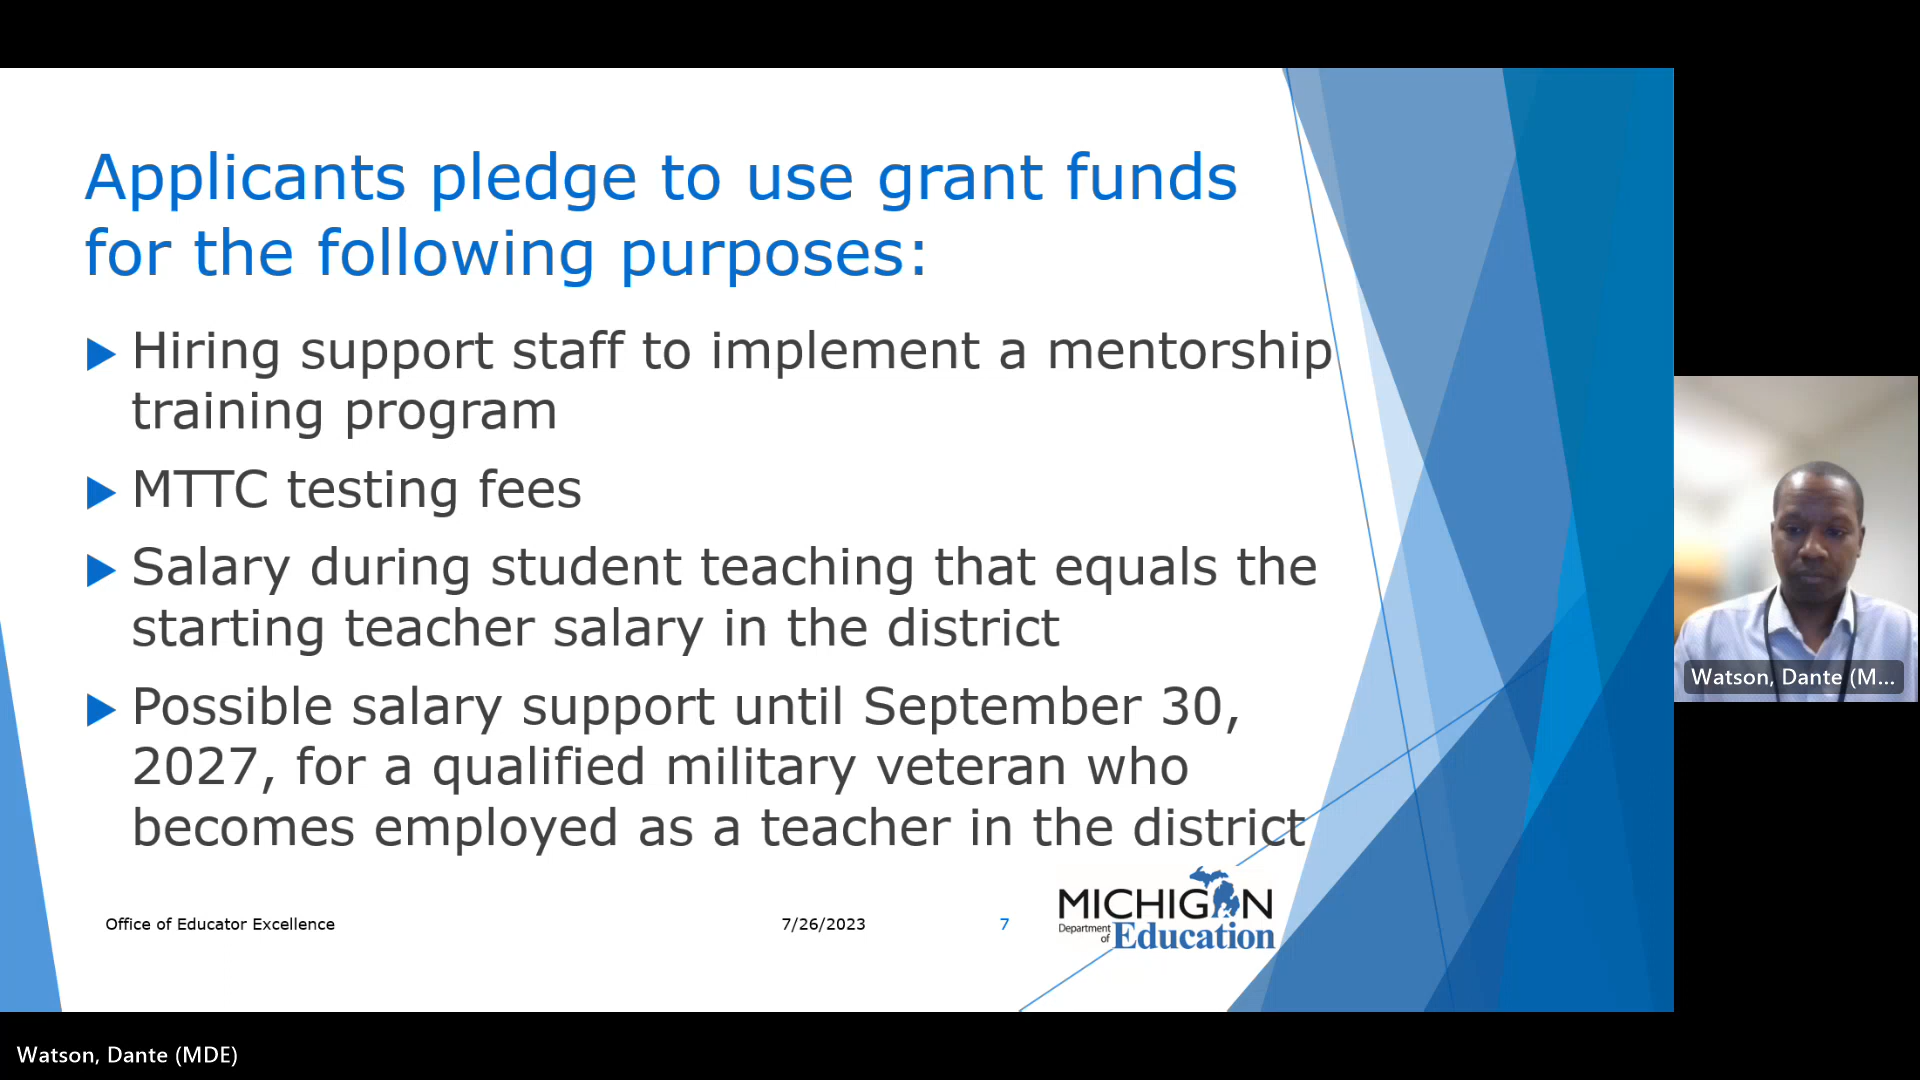 Applicants pledge to use grant funds
for the following purposes:
Hiring support staff to implement a mentorship
training program
MTTC testing fees
Salary during student teaching that equals the
starting teacher salary in the district
Possible salary support until September 30,
2027, for a qualified military veteran who
becomes employed as a teacher in the district
Office of Educator Excellence
7/26/2023
7
MICHIGAN
Department
of Education
Watson, Dante (M...
Watson, Dante (MDE)